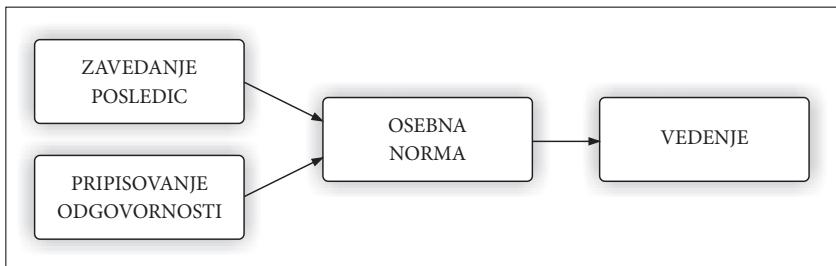 ZAVEDANJE
POSLEDIC
PRIPISOVANJE
ODGOVORNOSTI
OSEBNA
NORMA
VEDENJE